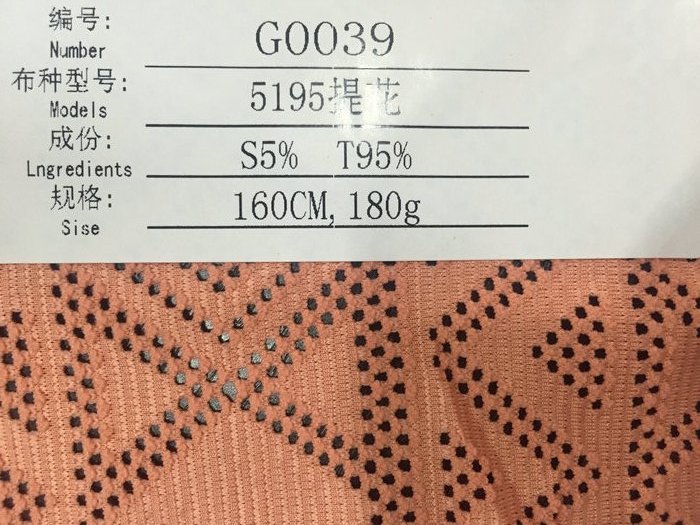 编号:
Number
G0039
布种型号:
Models
5195提花
成份:
Lngredients
S5% T95%
规格:
Sise
160CM, 180g